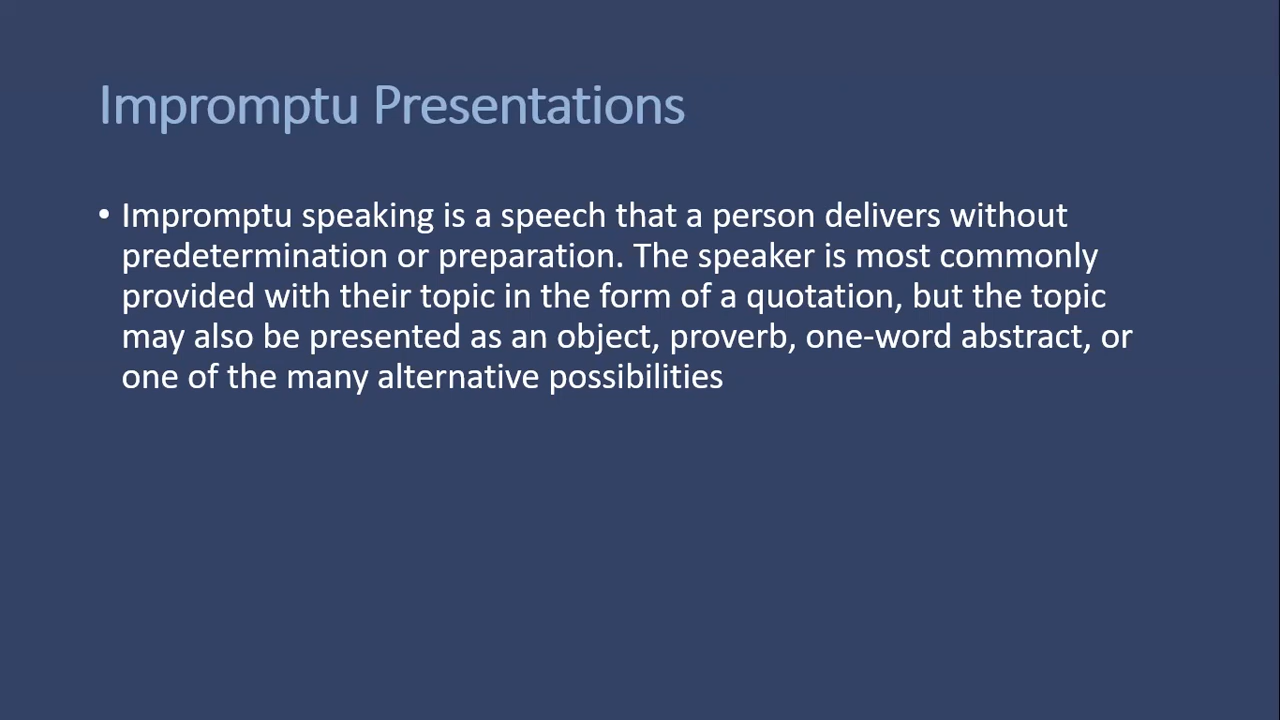 Impromptu Presentations
• Impromptu speaking is a speech that a person delivers without
predetermination or preparation. The speaker is most commonly
provided with their topic in the form of a quotation, but the topic
may also be presented as an object, proverb, one-word abstract, or
one of the many alternative possibilities